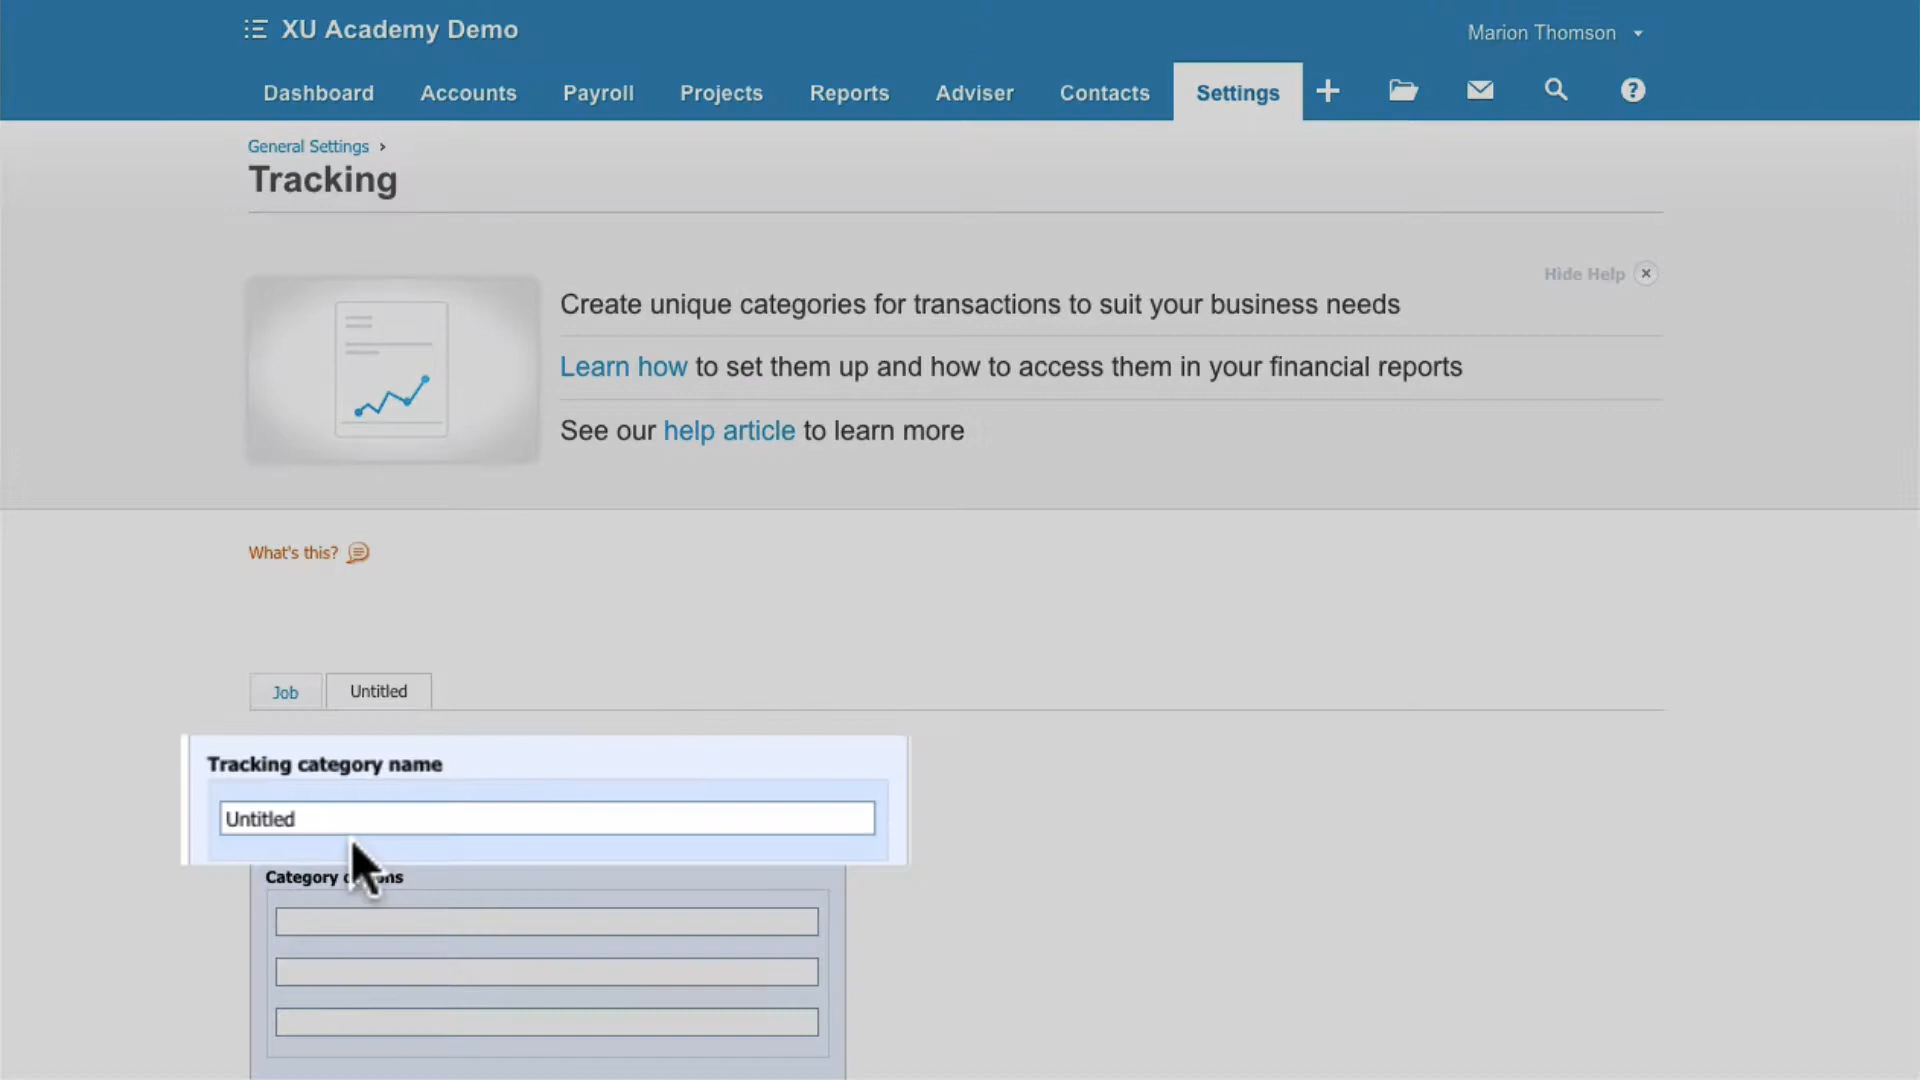 XU Academy Demo
Marion Thomson
Dashboard Accounts Payroll Projects Reports Adviser Contacts Settings
General Settings ›
Tracking
Hide Help
Create unique categories for transactions to suit your business needs
Learn how to set them up and how to access them in your financial reports
See our help article to learn more
What's this?
Job Untitled
Tracking category name
Untitled
Category